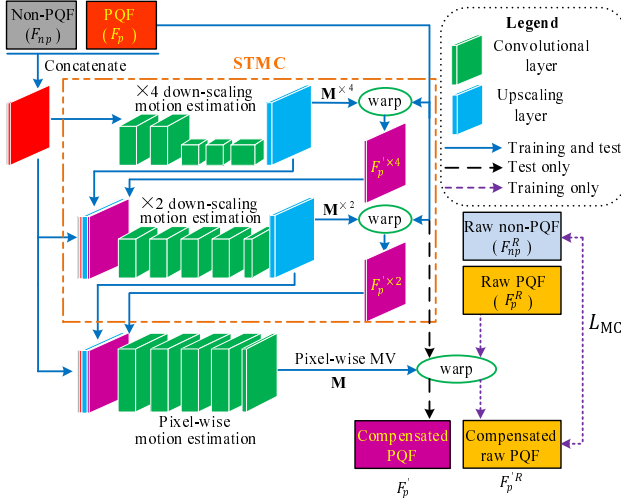 Non-PQF
(F_np)
PQF
(F_p)
Concatenate
STMC
×4 down-scaling
motion estimation
M^×4
warp
F_p^'×4
×2 down-scaling
motion estimation
M^×2
warp
F_p^'×2
Pixel-wise MV
M
warp
Pixel-wise
motion estimation
Compensated
PQF
F_p^'
Compensated
raw PQF
F_p^'R
Legend
Convolutional
layer
Upscaling
layer
Training and test
Test only
Training only
Raw non-PQF
(F_np^R)
Raw PQF
(F_p^R)
L_MC